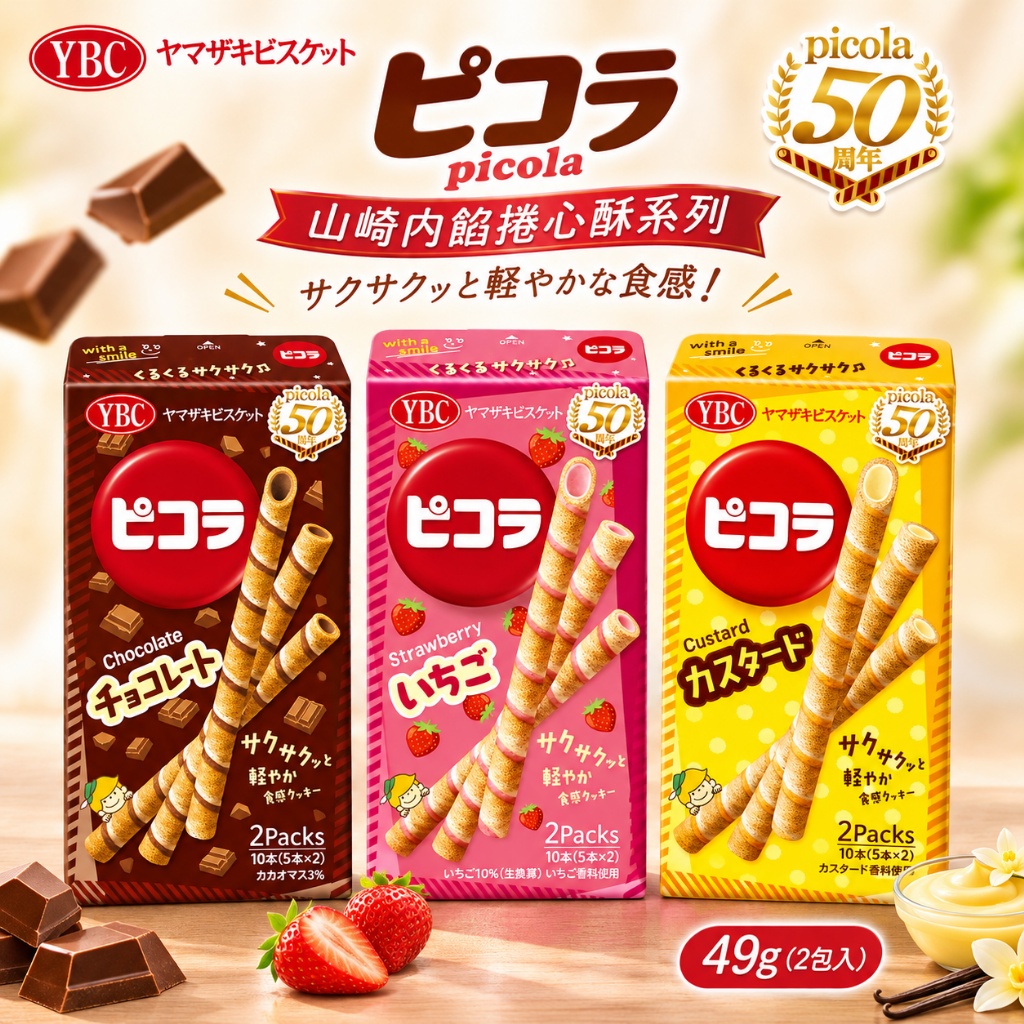 YBC ヤマザキビスケット
ピコラ
picola
picola
50
周年
山崎内餡捲心酥系列
サクサクッと軽やかな食感！
with a smile
OPEN
ピコラ
くるくるサクサク♫
YBC ヤマザキビスケット
picola
50
周年
ピコラ
Chocolate
チョコレート
サクサクッと
軽やか
食感クッキー
2Packs
10本(5本×2)
カカオマス3%
with a smile
OPEN
ピコラ
くるくるサクサク♫
YBC ヤマザキビスケット
picola
50
周年
ピコラ
Strawberry
いちご
サクサクッと
軽やか
食感クッキー
2Packs
10本(5本×2)
いちご10%(生換算) いちご香料使用
with a smile
OPEN
ピコラ
くるくるサクサク♫
YBC ヤマザキビスケット
picola
50
周年
ピコラ
Custard
カスタード
サクサクッと
軽やか
食感クッキー
2Packs
10本(5本×2)
カスタード香料使用
49g(2包入)